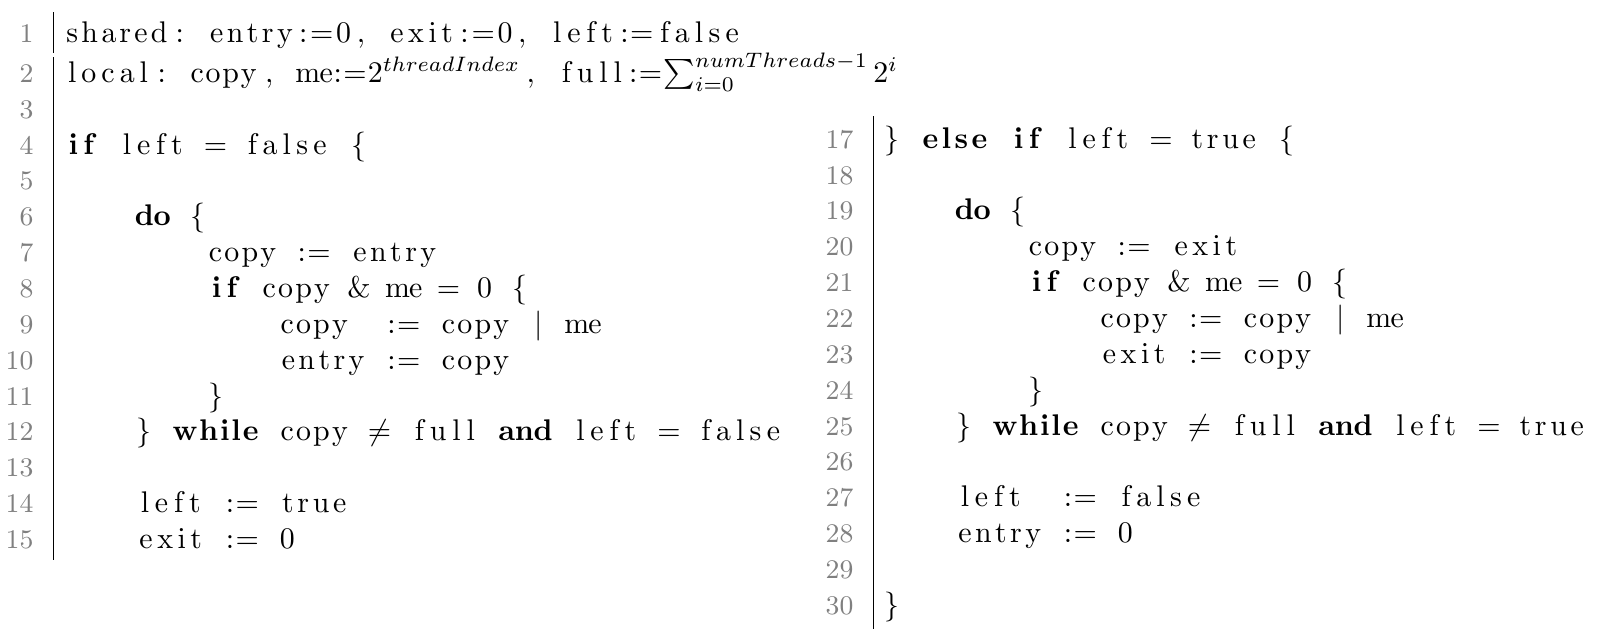 1 shared: entry:=0, exit:=0, left:=false
2 local: copy, me:=2^{threadIndex}, full:=∑_{i=0}^{numThreads−1} 2^i
3
4 if left = false {
5
6 do {
7 copy := entry
8 if copy & me = 0 {
9 copy := copy | me
10 entry := copy
11 }
12 } while copy ≠ full and left = false
13
14 left := true
15 exit := 0
17 } else if left = true {
18
19 do {
20 copy := exit
21 if copy & me = 0 {
22 copy := copy | me
23 exit := copy
24 }
25 } while copy ≠ full and left = true
26
27 left := false
28 entry := 0
29
30 }